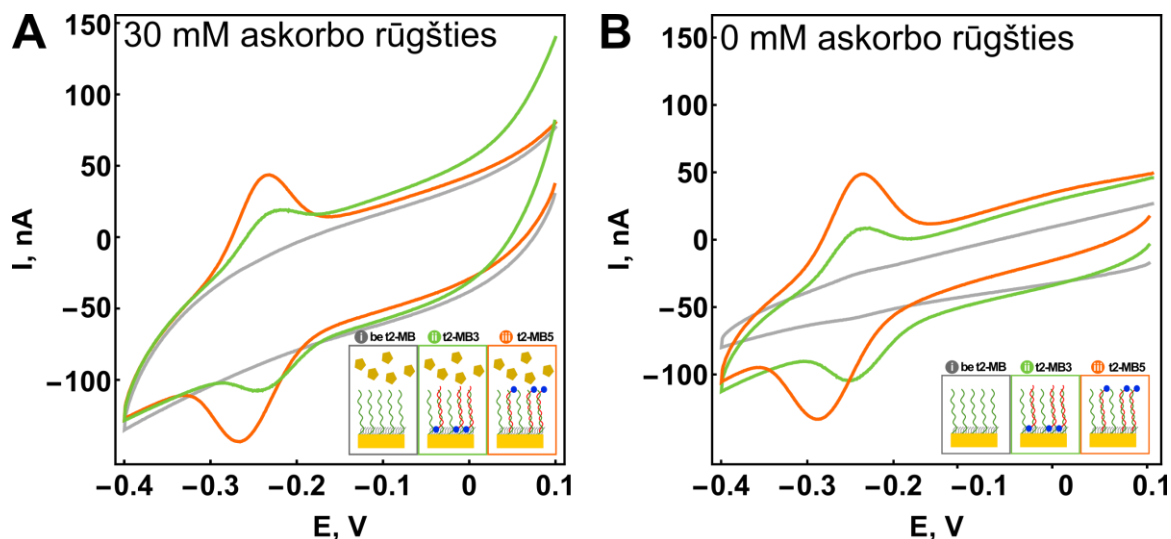 A
30 mM askorbo rūgšties
150
100
50
0
−50
−100
I, nA
i be t2-MB ii t2-MB3 iii t2-MB5
−0.4 −0.3 −0.2 −0.1 0 0.1
E, V
B
0 mM askorbo rūgšties
150
100
50
0
−50
−100
I, nA
i be t2-MB ii t2-MB3 iii t2-MB5
−0.4 −0.3 −0.2 −0.1 0 0.1
E, V